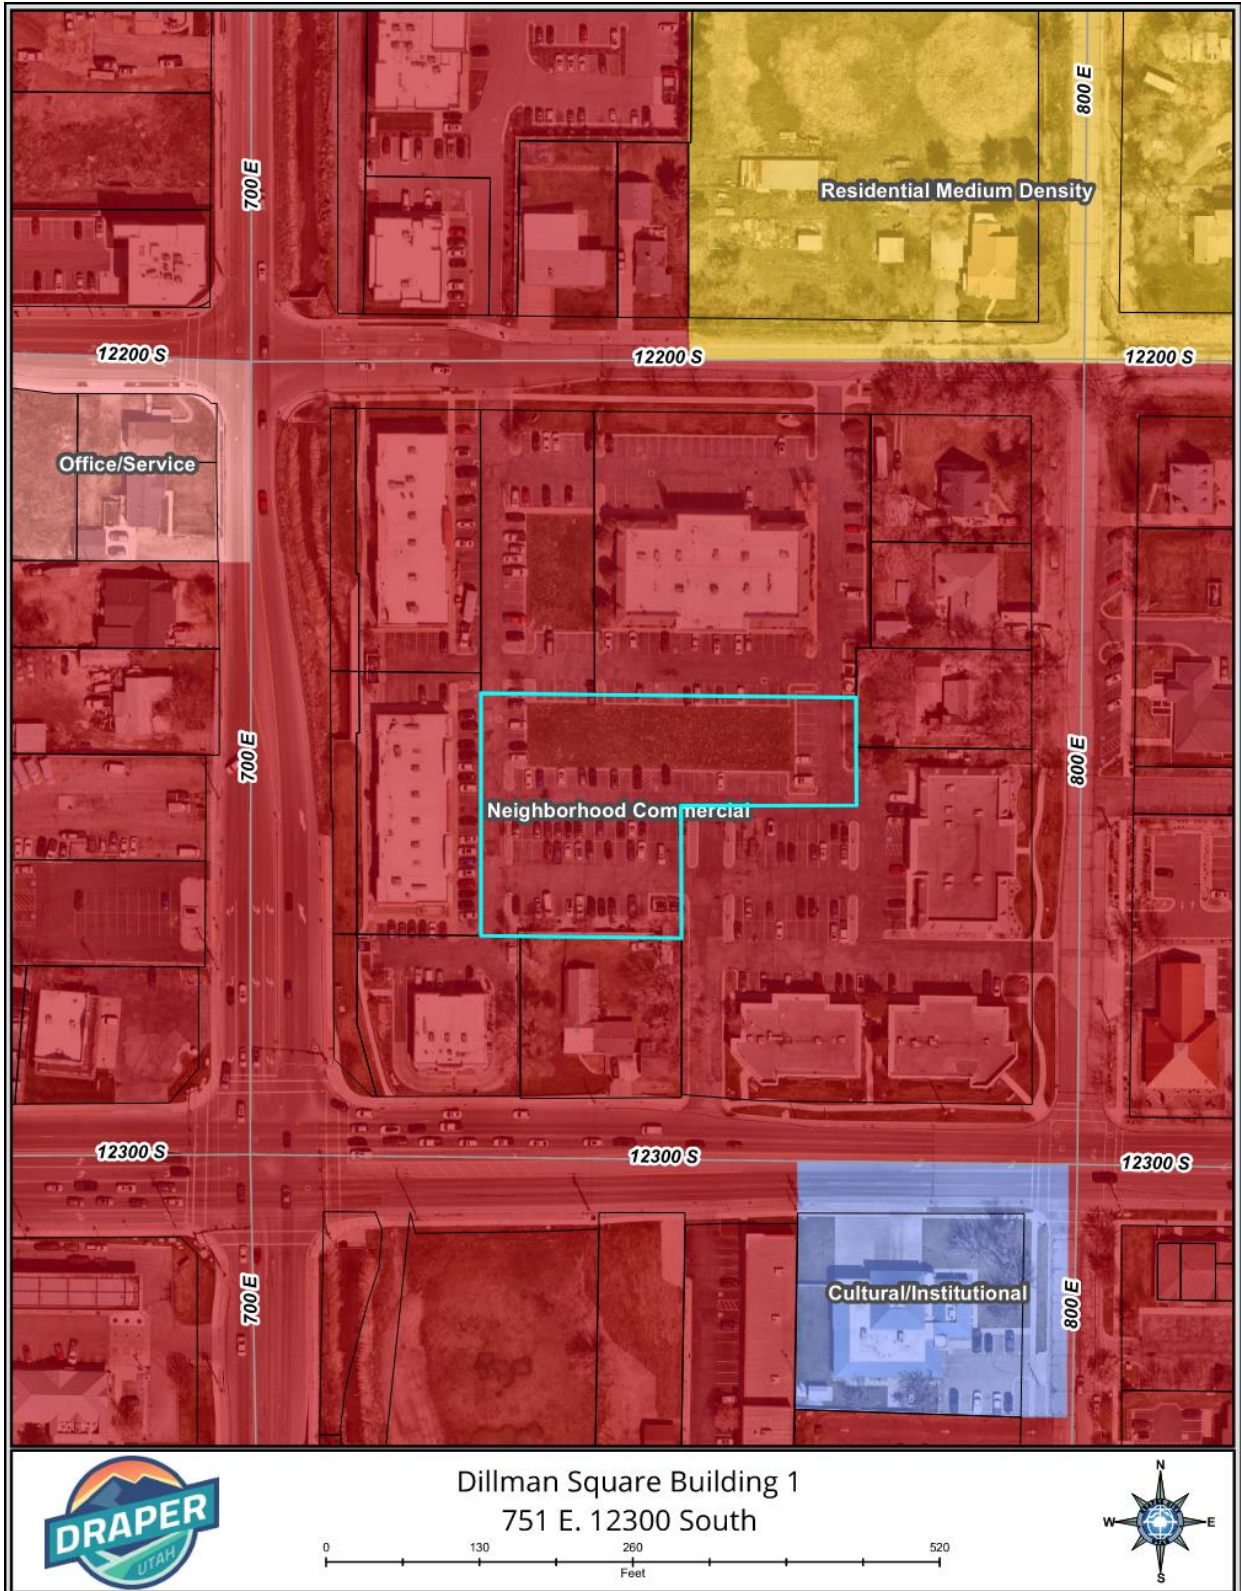 800 E
700 E
Residential Medium Density
12200 S
12200 S
12200 S
Office/Service
700 E
800 E
Neighborhood Commercial
12300 S
12300 S
12300 S
700 E
Cultural/Institutional
800 E
DRAPER
UTAH
Dillman Square Building 1
751 E. 12300 South
0 130 260 520
Feet
N
W E
S